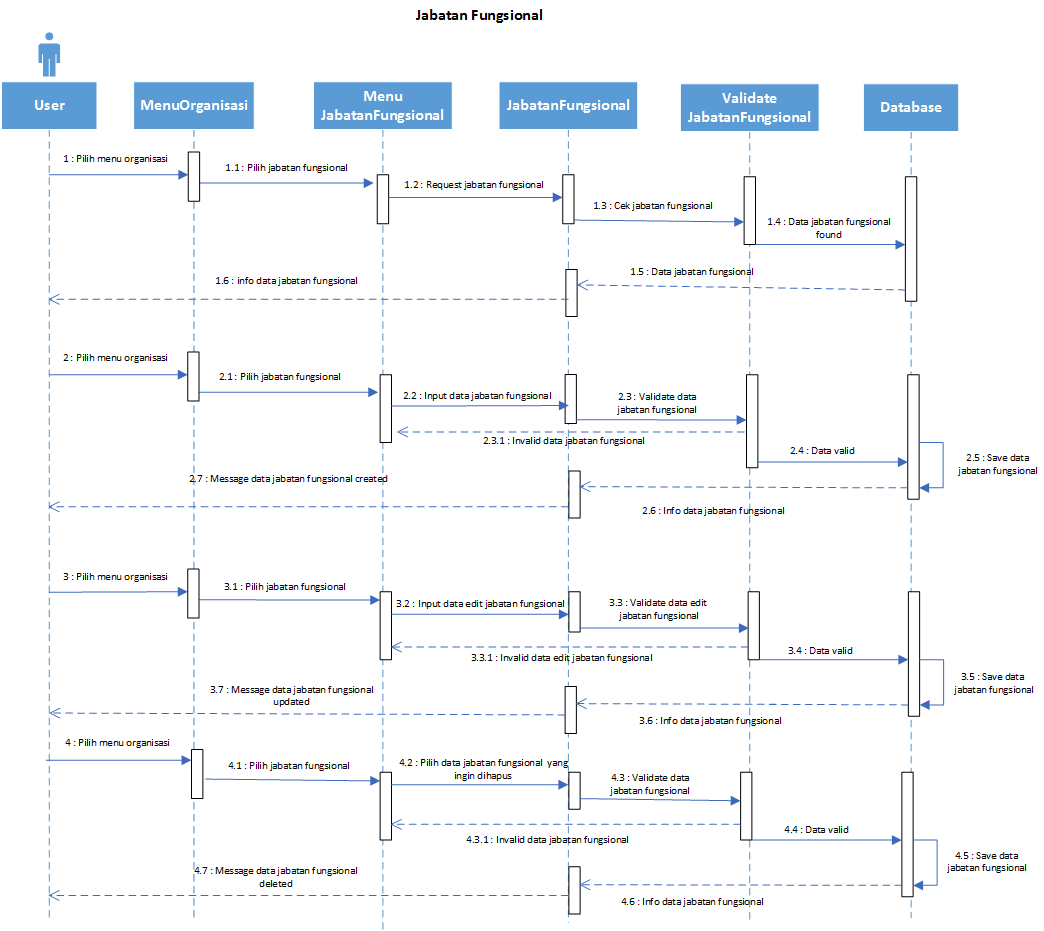 Jabatan Fungsional
User
MenuOrganisasi
Menu
JabatanFungsional
JabatanFungsional
Validate
JabatanFungsional
Database
1 : Pilih menu organisasi
1.1 : Pilih jabatan fungsional
1.2 : Request jabatan fungsional
1.3 : Cek jabatan fungsional
1.4 : Data jabatan fungsional
found
1.5 : Data jabatan fungsional
1.6 : info data jabatan fungsional
2 : Pilih menu organisasi
2.1 : Pilih jabatan fungsional
2.2 : Input data jabatan fungsional
2.3 : Validate data
jabatan fungsional
2.3.1 : Invalid data jabatan fungsional
2.4 : Data valid
2.5 : Save data
jabatan fungsional
2.7 : Message data jabatan fungsional created
2.6 : Info data jabatan fungsional
3 : Pilih menu organisasi
3.1 : Pilih jabatan fungsional
3.2 : Input data edit jabatan fungsional
3.3 : Validate data edit
jabatan fungsional
3.3.1 : Invalid data edit jabatan fungsional
3.4 : Data valid
3.5 : Save data
jabatan fungsional
3.7 : Message data jabatan fungsional
updated
3.6 : Info data jabatan fungsional
4 : Pilih menu organisasi
4.1 : Pilih jabatan fungsional
4.2 : Pilih data jabatan fungsional yang
ingin dihapus
4.3 : Validate data
jabatan fungsional
4.3.1 : Invalid data jabatan fungsional
4.4 : Data valid
4.5 : Save data
jabatan fungsional
4.7 : Message data jabatan fungsional
deleted
4.6 : Info data jabatan fungsional